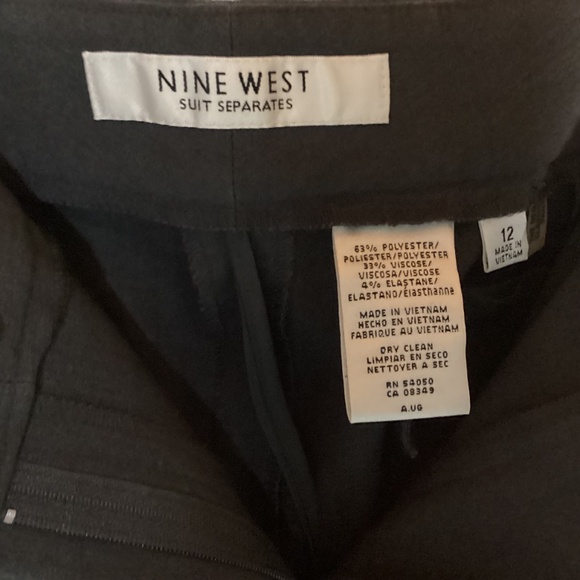 NINE WEST
SUIT SEPARATES
63% POLYESTER/
POLIESTER/POLYESTER
33% VISCOSE/
VISCOSA/VISCOSE
4% ELASTANE/
ELASTANO/Élasthanne
MADE IN VIETNAM
HECHO EN VIETNAM
FABRIQUE AU VIETNAM
DRY CLEAN
LIMPIAR EN SECO
NETTOYER A SEC
RN 54050
CA 08349
A.UG
12
MADE IN
VIETNAM